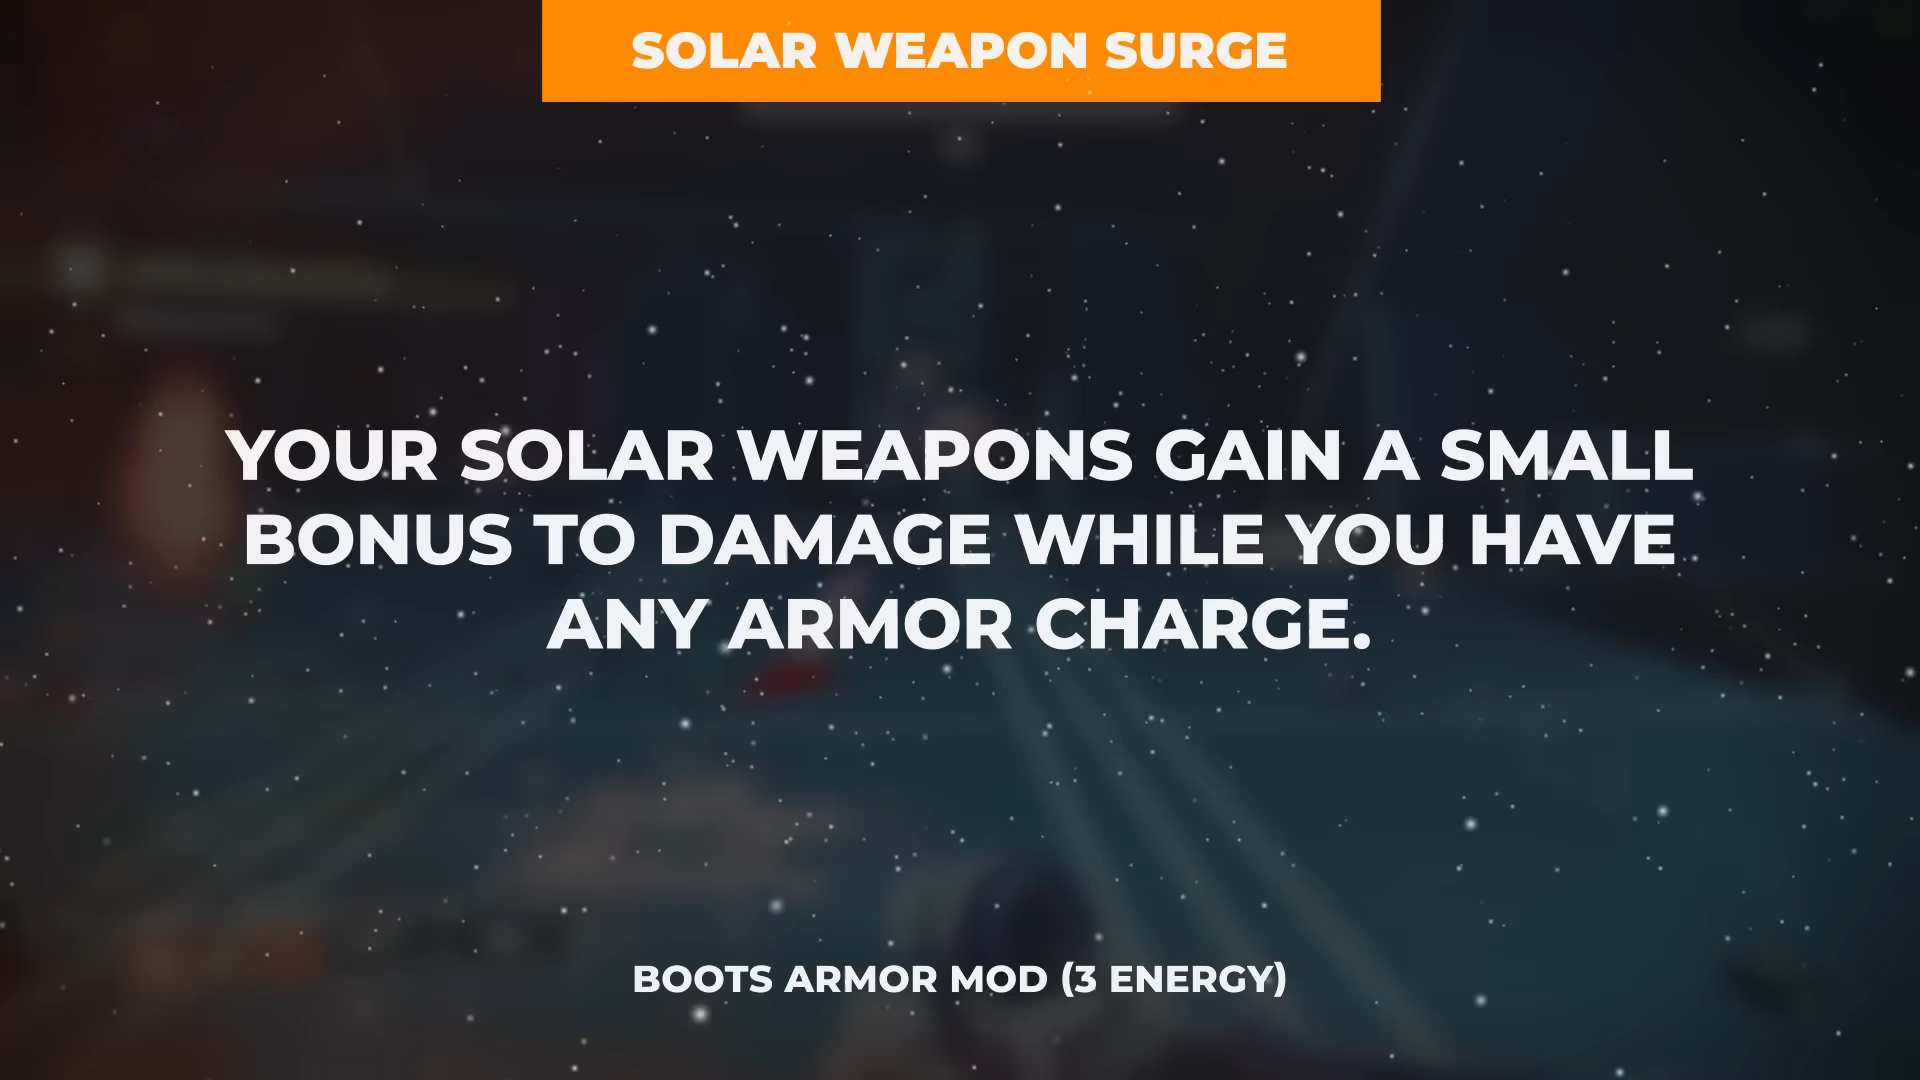 SOLAR WEAPON SURGE
YOUR SOLAR WEAPONS GAIN A SMALL
BONUS TO DAMAGE WHILE YOU HAVE
ANY ARMOR CHARGE.
BOOTS ARMOR MOD (3 ENERGY)